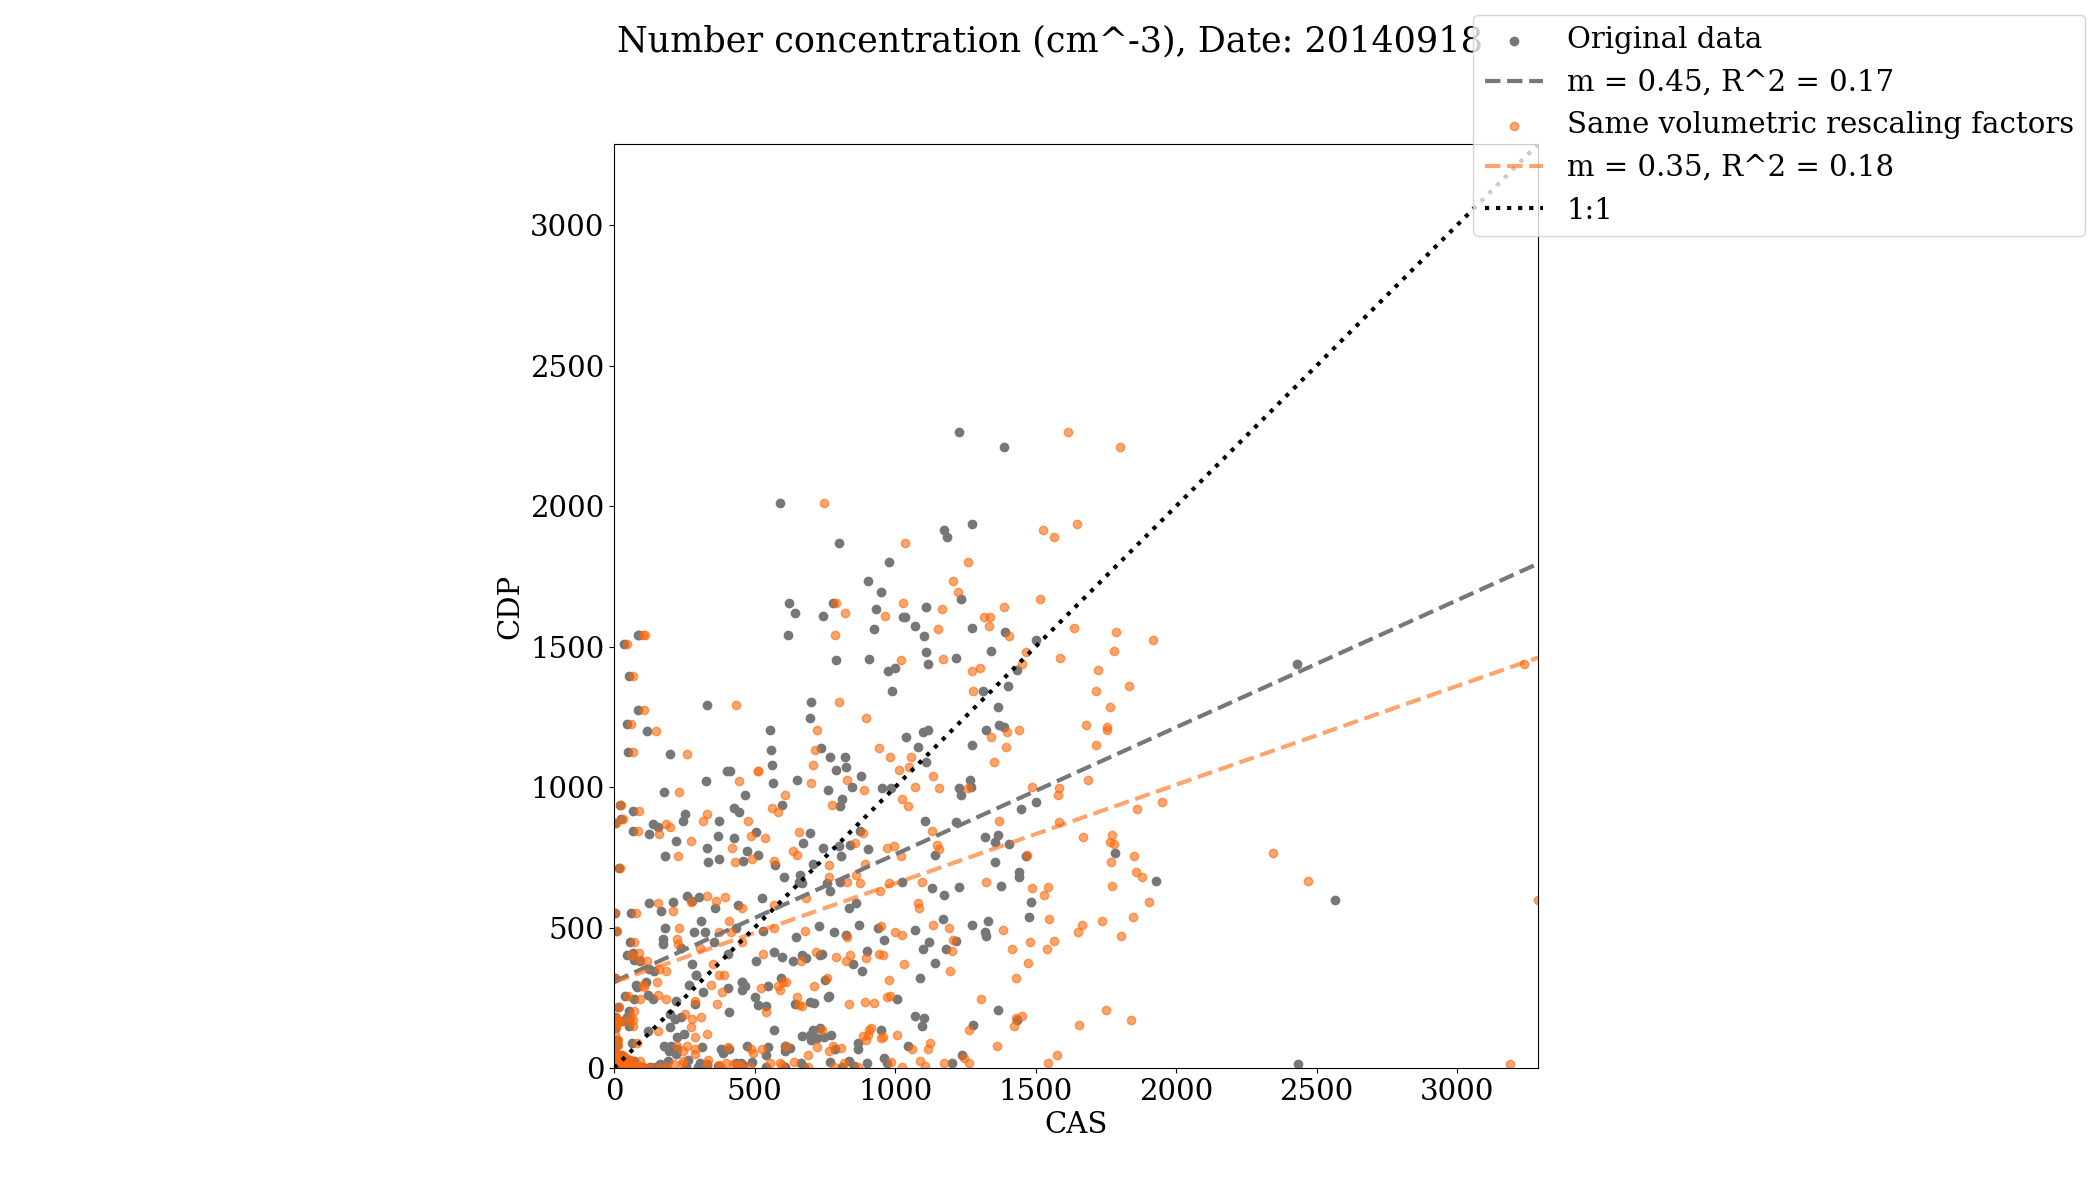 Number concentration (cm^-3), Date: 20140918
Original data
m = 0.45, R^2 = 0.17
Same volumetric rescaling factors
m = 0.35, R^2 = 0.18
1:1
3000
2500
2000
1500
1000
500
0
CDP
0 500 1000 1500 2000 2500 3000
CAS